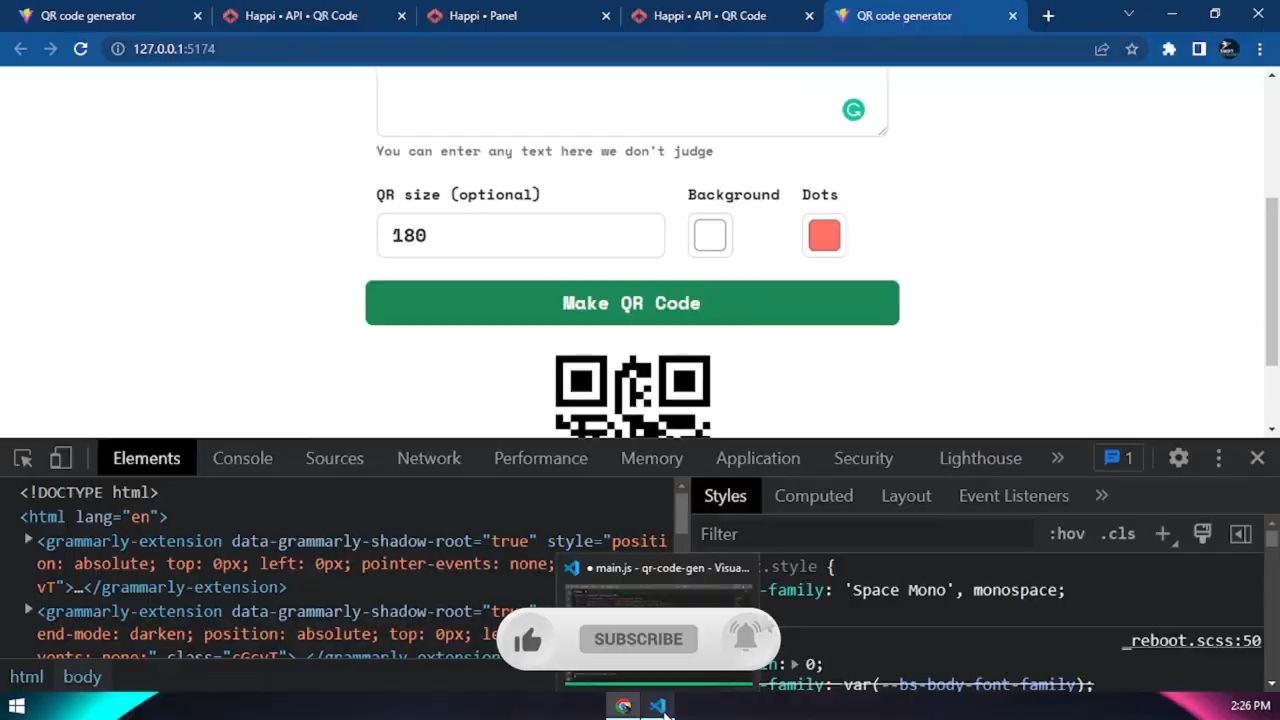 QR code generator
Happi • API • QR Code
Happi • Panel
Happi • API • QR Code
QR code generator
127.0.0.1:5174
You can enter any text here we don't judge
QR size (optional)
Background
Dots
180
Make QR Code
Elements
Console
Sources
Network
Performance
Memory
Application
Security
Lighthouse
1
<!DOCTYPE html>
<html lang="en">
<grammarly-extension data-grammarly-shadow-root="true" style="positi
on: absolute; top: 0px; left: 0px; pointer-events: none;
vT">…</grammarly-extension>
<grammarly-extension data-grammarly-shadow-root="true"
end-mode: darken; position: absolute; top: 0px; le
html
body
Styles
Computed
Layout
Event Listeners
Filter
:hov
.cls
.style {
-family: 'Space Mono', monospace;
_reboot.scss:50
in: 0;
-family: var(--bs-body-font-family);
● main.js - qr-code-gen - Visua...
SUBSCRIBE
2:26 PM